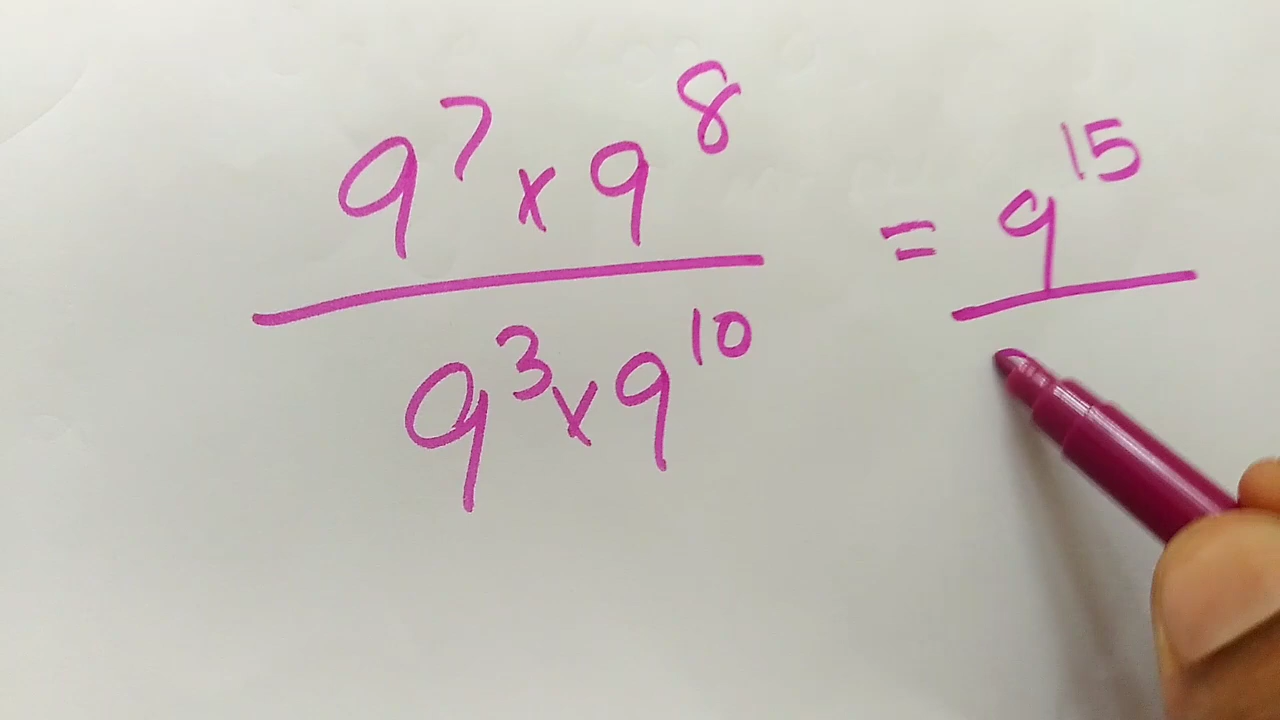 9⁷ × 9⁸ = 9¹⁵
9³ × 9¹⁰